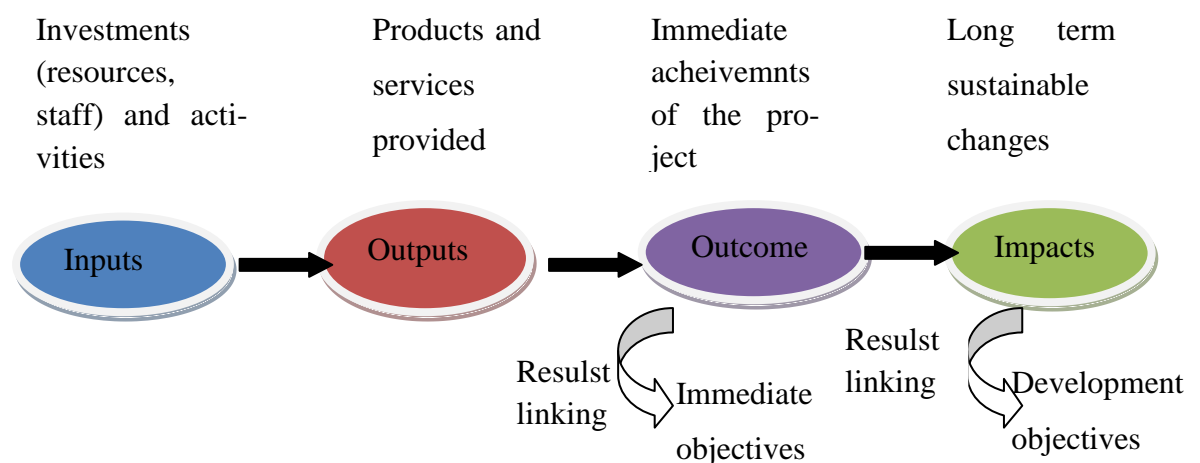 Investments
(resources,
staff) and acti-
vities
Products and
services
provided
Immediate
acheivemnts
of the pro-
ject
Long term
sustainable
changes
Inputs
Outputs
Outcome
Impacts
Resulst
linking
Immediate
objectives
Resulst
linking
Development
objectives